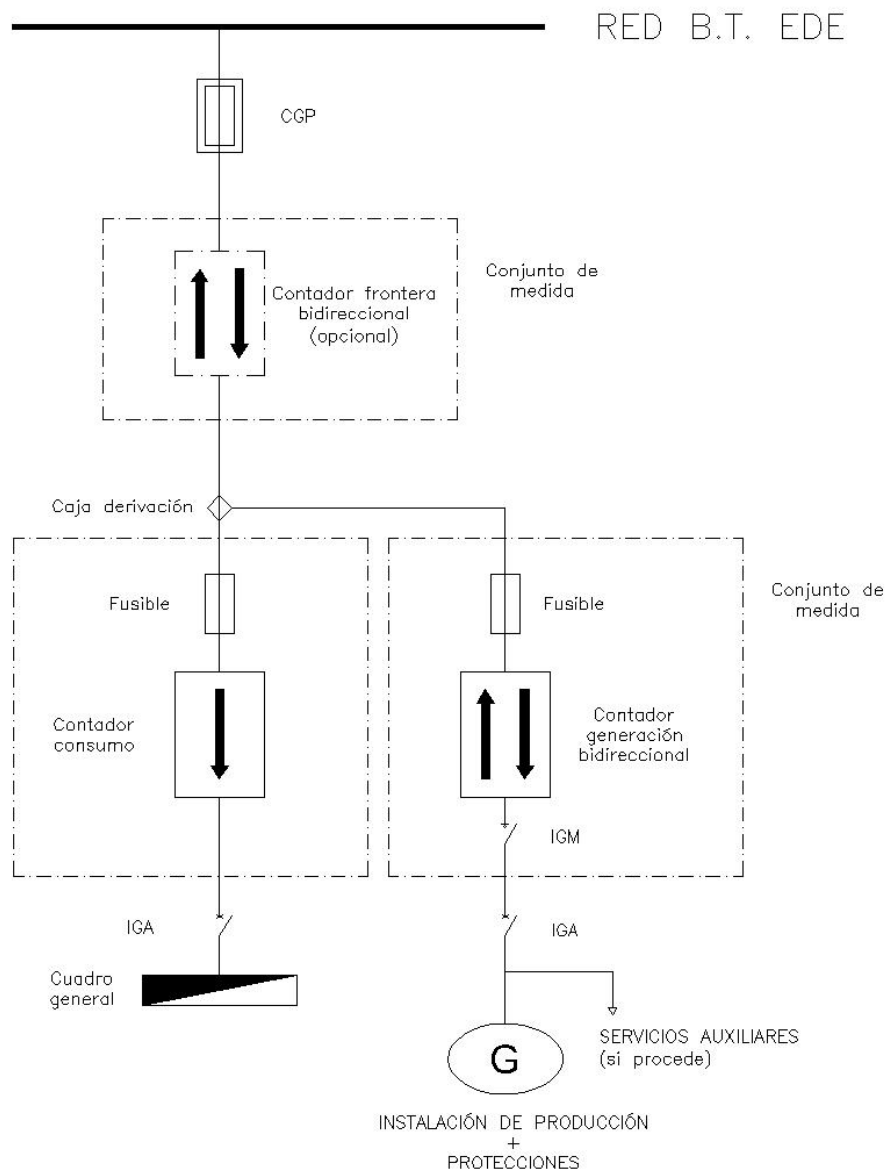 RED B.T. EDE
CGP
Conjunto de
medida
Contador frontera
bidireccional
(opcional)
Caja derivación
Fusible
Fusible
Conjunto de
medida
Contador
consumo
Contador
generación
bidireccional
IGM
IGA
IGA
Cuadro
general
G
SERVICIOS AUXILIARES
(si procede)
INSTALACIÓN DE PRODUCCIÓN
+
PROTECCIONES